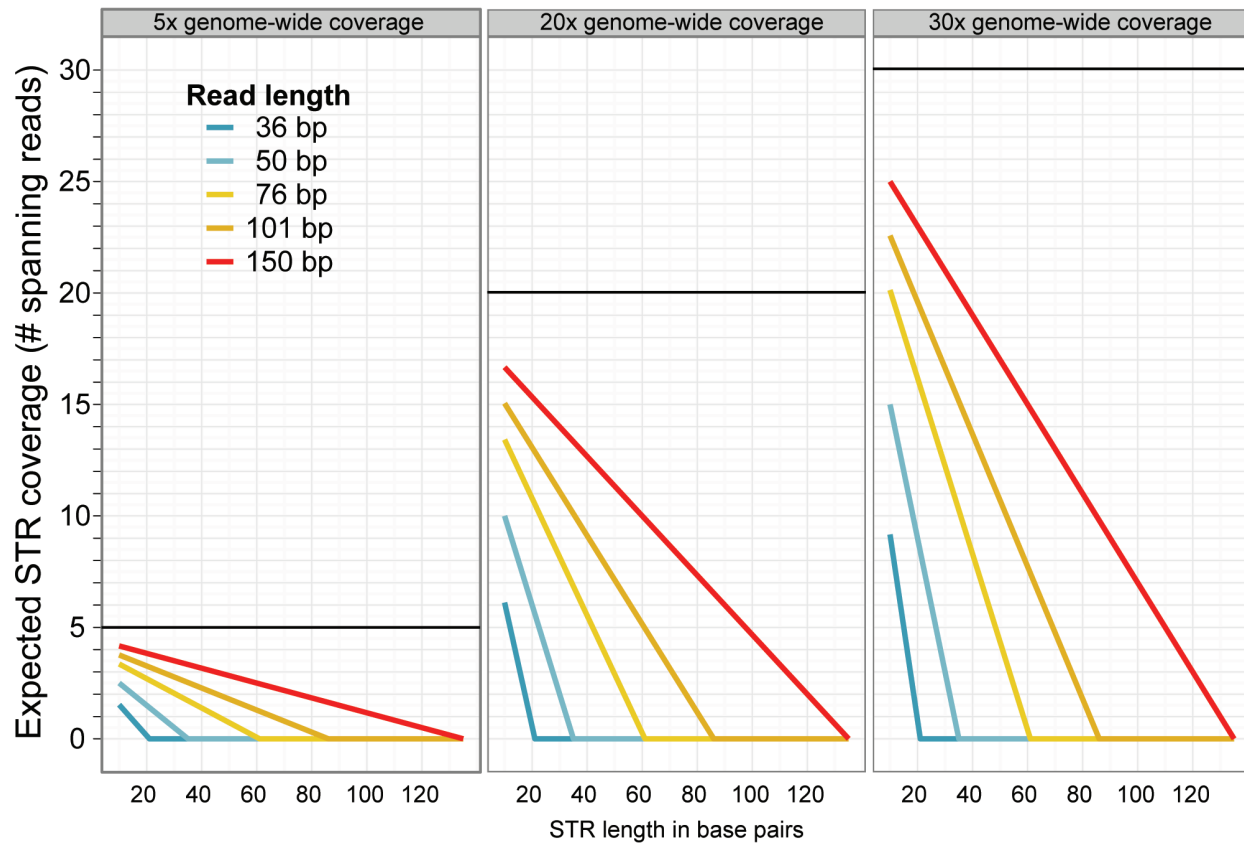 5x genome-wide coverage
20x genome-wide coverage
30x genome-wide coverage
Expected STR coverage (# spanning reads)
30
25
20
15
10
5
0
Read length
36 bp
50 bp
76 bp
101 bp
150 bp
20 40 60 80 100 120
20 40 60 80 100 120
20 40 60 80 100 120
STR length in base pairs